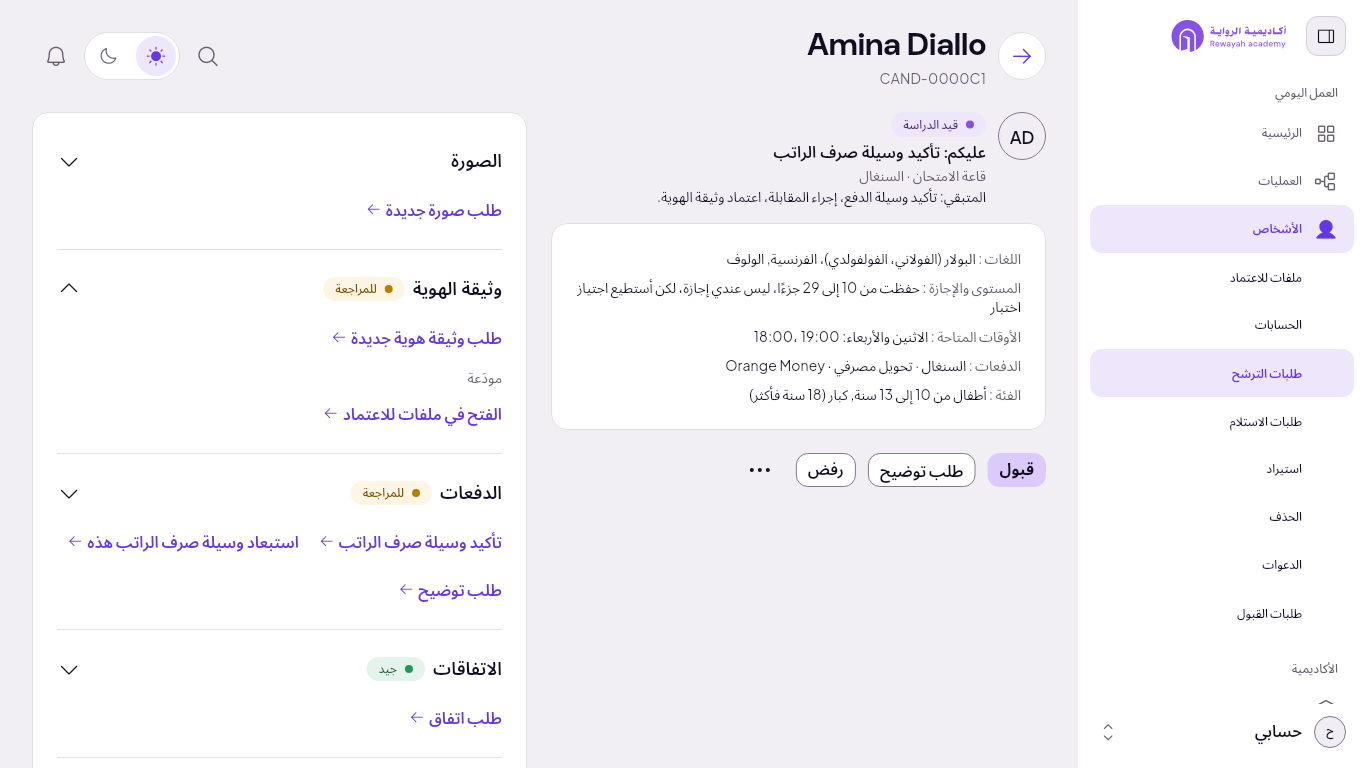 أكاديمية الرواية
Rewayah academy
العمل اليومي
الرئيسية
العمليات
الأشخاص
ملفات للاعتماد
الحسابات
طلبات الترشح
طلبات الاستلام
استيراد
الحذف
الدعوات
طلبات القبول
الأكاديمية
ح
حسابي
Amina Diallo
CAND-0000C1
AD
قيد الدراسة
عليكم: تأكيد وسيلة صرف الراتب
قاعة الامتحان · السنغال
المتبقي: تأكيد وسيلة الدفع، إجراء المقابلة، اعتماد وثيقة الهوية.
اللغات : البولار (الفولاني، الفولفولدي)، الفرنسية, الولوف
المستوى والإجازة : حفظت من 10 إلى 29 جزءًا، ليس عندي إجازة، لكن أستطيع اجتياز
اختبار
الأوقات المتاحة : الاثنين والأربعاء: 19:00 ،18:00
الدفعات : السنغال · تحويل مصرفي · Orange Money
الفئة : أطفال من 10 إلى 13 سنة, كبار (18 سنة فأكثر)
قبول
طلب توضيح
رفض
الصورة
طلب صورة جديدة ←
وثيقة الهوية
للمراجعة
طلب وثيقة هوية جديدة ←
مودَعة
الفتح في ملفات للاعتماد ←
الدفعات
للمراجعة
تأكيد وسيلة صرف الراتب ←
استبعاد وسيلة صرف الراتب هذه ←
طلب توضيح ←
الاتفاقات
جيد
طلب اتفاق ←